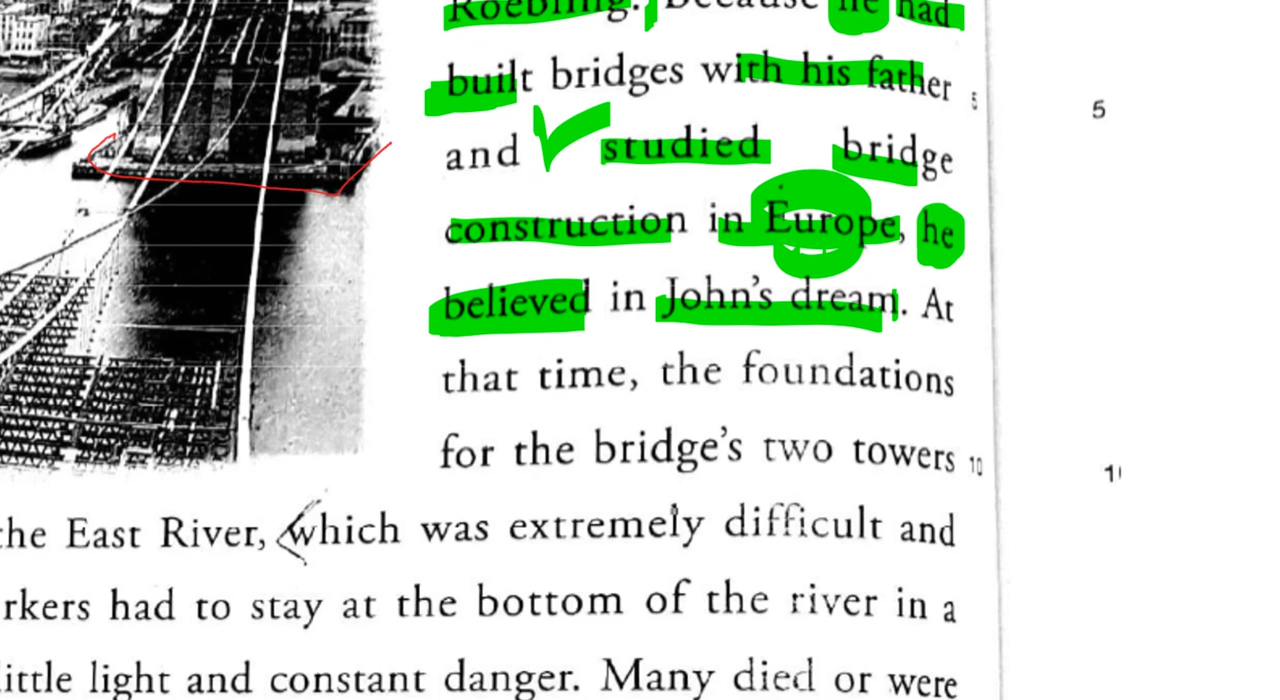 Roebling. Because he had
built bridges with his father
5
5
and studied bridge
construction in Europe, he
believed in John's dream. At
that time, the foundations
for the bridge's two towers
10
the East River, which was extremely difficult and
rkers had to stay at the bottom of the river in a
ittle light and constant danger. Many died or were